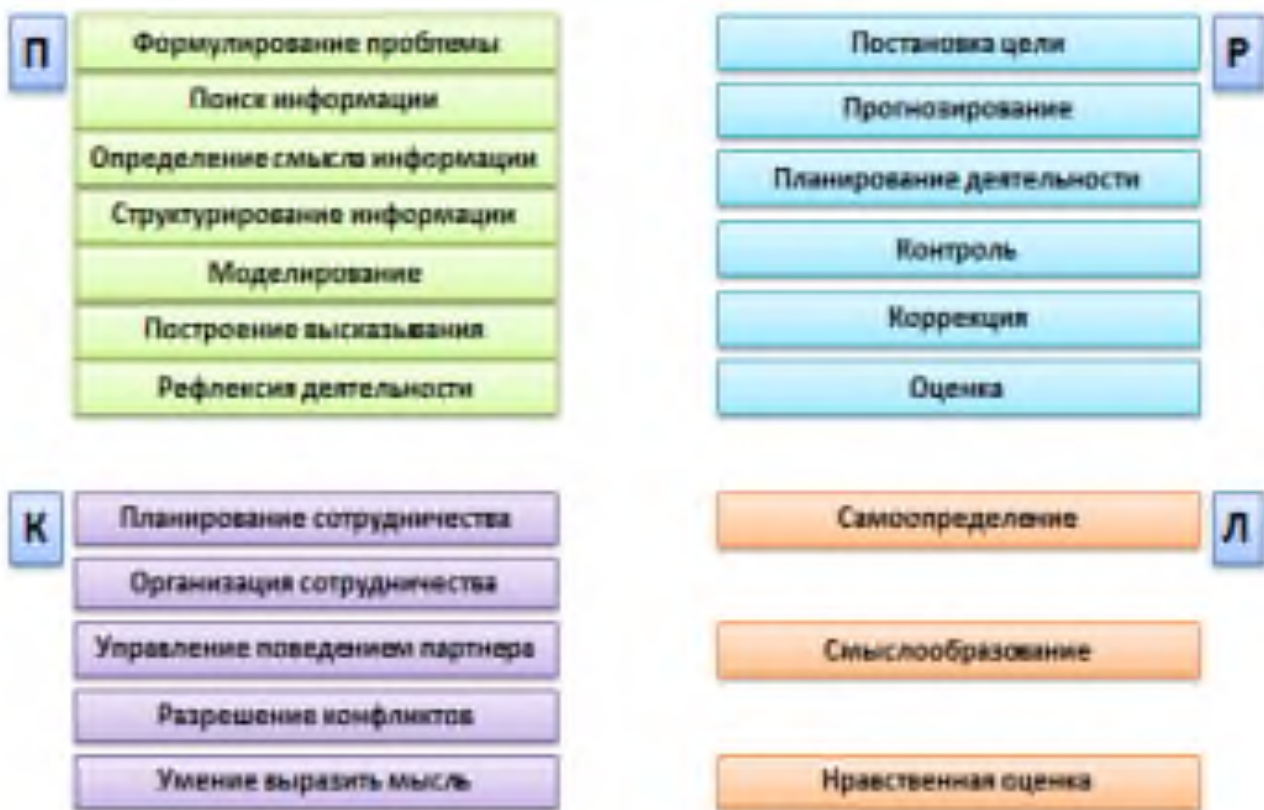 П
Формулирование проблемы
Поиск информации
Определение смысла информации
Структурирование информации
Моделирование
Построение высказывания
Рефлексия деятельности
Р
Постановка цели
Прогнозирование
Планирование деятельности
Контроль
Коррекция
Оценка
К
Планирование сотрудничества
Организация сотрудничества
Управление поведением партнера
Разрешение конфликтов
Умение выразить мысль
Л
Самоопределение
Смыслообразование
Нравственная оценка